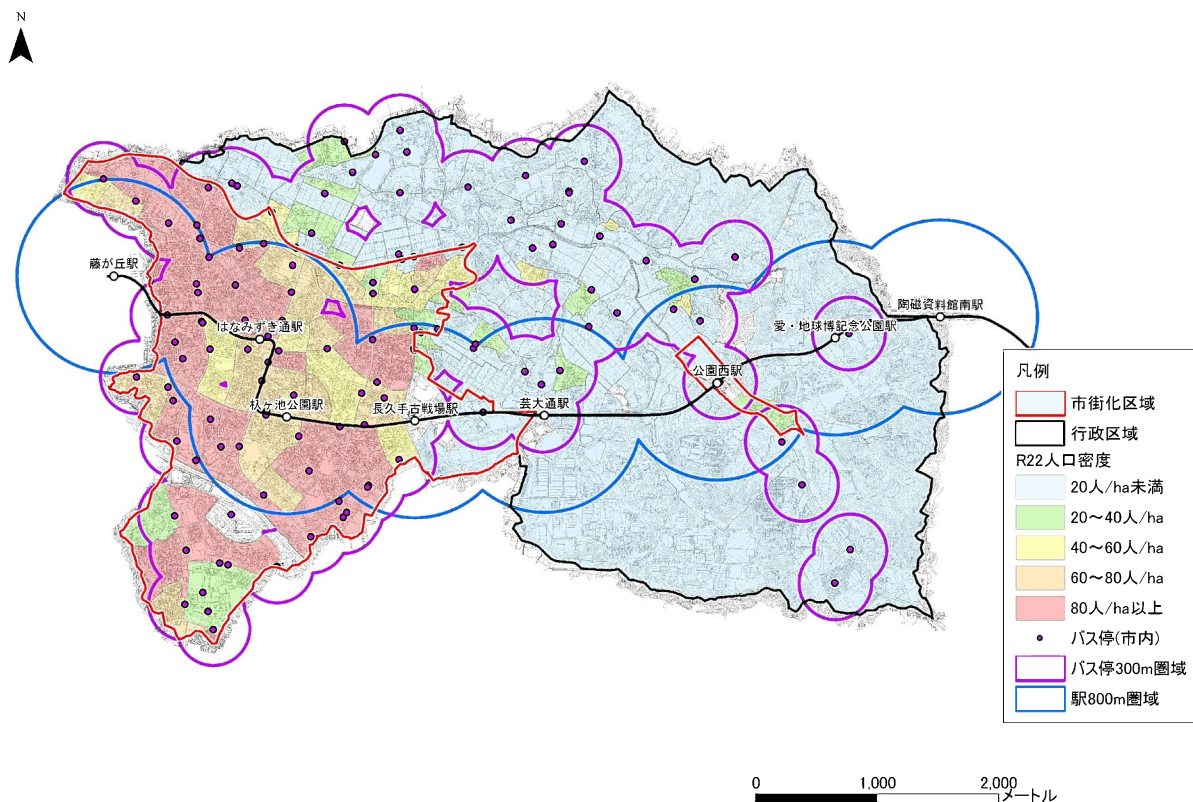 N
藤が丘駅
はなみずき通駅
杁ヶ池公園駅
長久手古戦場駅
芸大通駅
公園西駅
愛・地球博記念公園駅
陶磁資料館南駅
凡例
市街化区域
行政区域
R22人口密度
20人/ha未満
20～40人/ha
40～60人/ha
60～80人/ha
80人/ha以上
バス停(市内)
バス停300m圏域
駅800m圏域
0 1,000 2,000
メートル